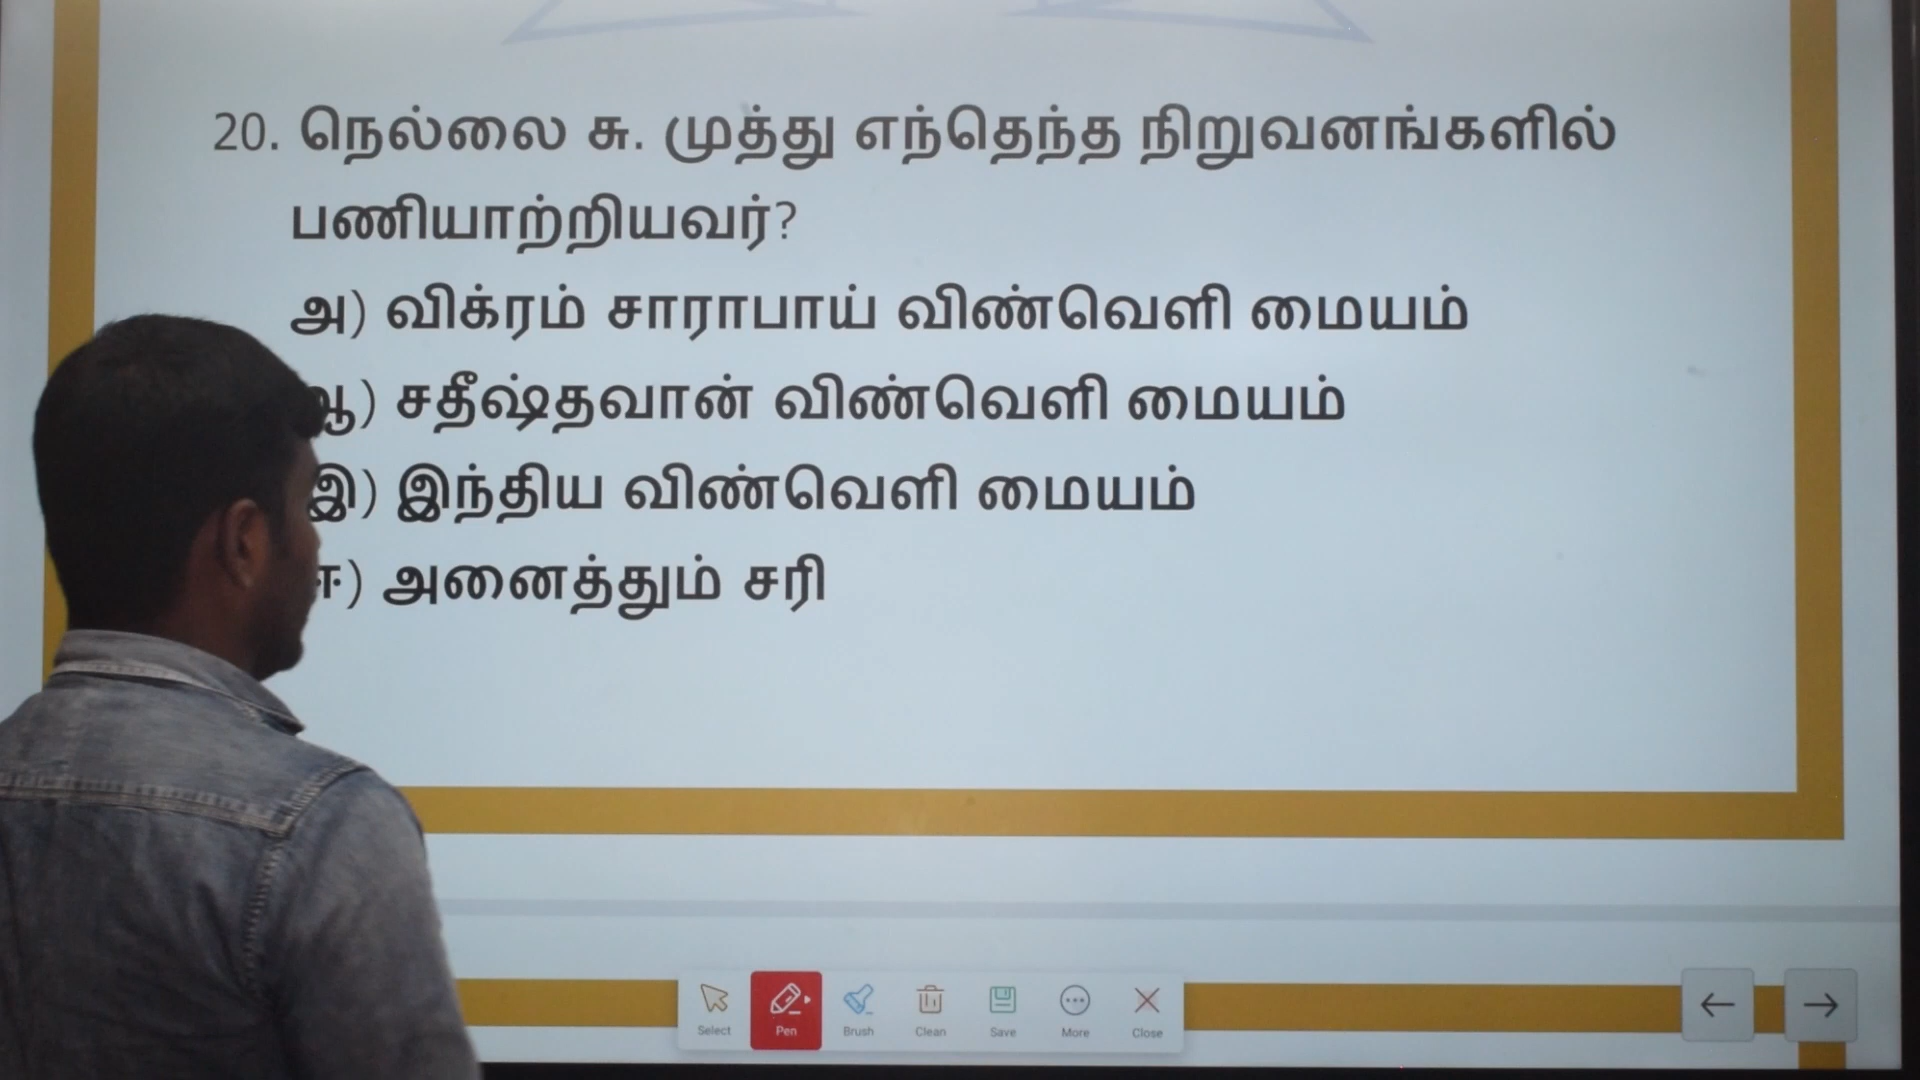 20. நெல்லை சு. முத்து எந்தெந்த நிறுவனங்களில்
பணியாற்றியவர்?
அ) விக்ரம் சாராபாய் விண்வெளி மையம்
ஆ) சதீஷ்தவான் விண்வெளி மையம்
இ) இந்திய விண்வெளி மையம்
ஈ) அனைத்தும் சரி
Select Pen Brush Clean Save More Close